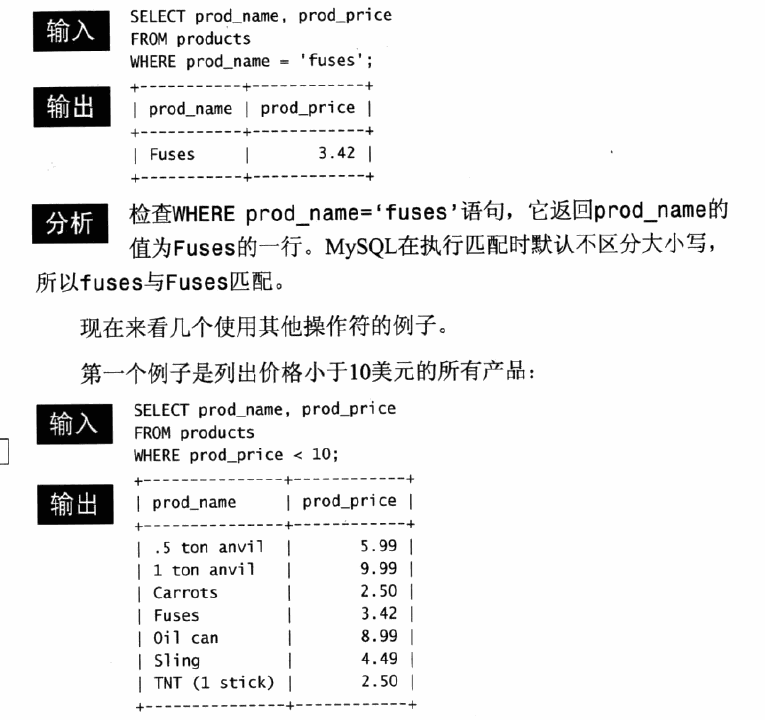 输入
SELECT prod_name, prod_price
FROM products
WHERE prod_name = 'fuses';
输出
+-----------+------------+
| prod_name | prod_price |
+-----------+------------+
| Fuses     |       3.42 |
+-----------+------------+
分析
检查WHERE prod_name=‘fuses’语句，它返回prod_name的
值为Fuses的一行。MySQL在执行匹配时默认不区分大小写，
所以fuses与Fuses匹配。
现在来看几个使用其他操作符的例子。
第一个例子是列出价格小于10美元的所有产品：
输入
SELECT prod_name, prod_price
FROM products
WHERE prod_price < 10;
输出
+---------------+------------+
| prod_name     | prod_price |
+---------------+------------+
| .5 ton anvil  |       5.99 |
| 1 ton anvil   |       9.99 |
| Carrots       |       2.50 |
| Fuses         |       3.42 |
| Oil can       |       8.99 |
| Sling         |       4.49 |
| TNT (1 stick) |       2.50 |
+---------------+------------+